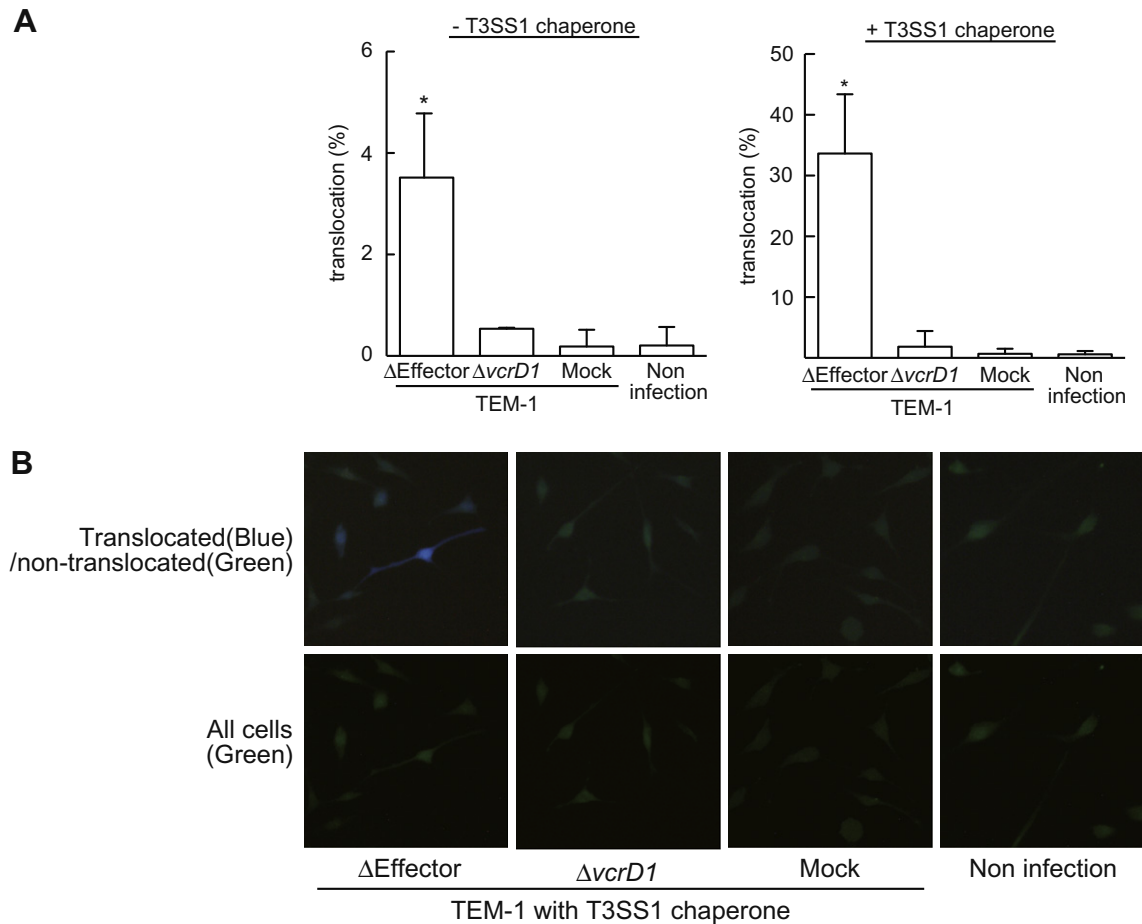 A
- T3SS1 chaperone
translocation (%)
6
4
2
0
*
ΔEffector ΔvcrD1 Mock Non
infection
TEM-1
+ T3SS1 chaperone
translocation (%)
50
40
30
20
10
*
ΔEffector ΔvcrD1 Mock Non
infection
TEM-1
B
Translocated(Blue)
/non-translocated(Green)
All cells
(Green)
ΔEffector ΔvcrD1 Mock Non infection
TEM-1 with T3SS1 chaperone